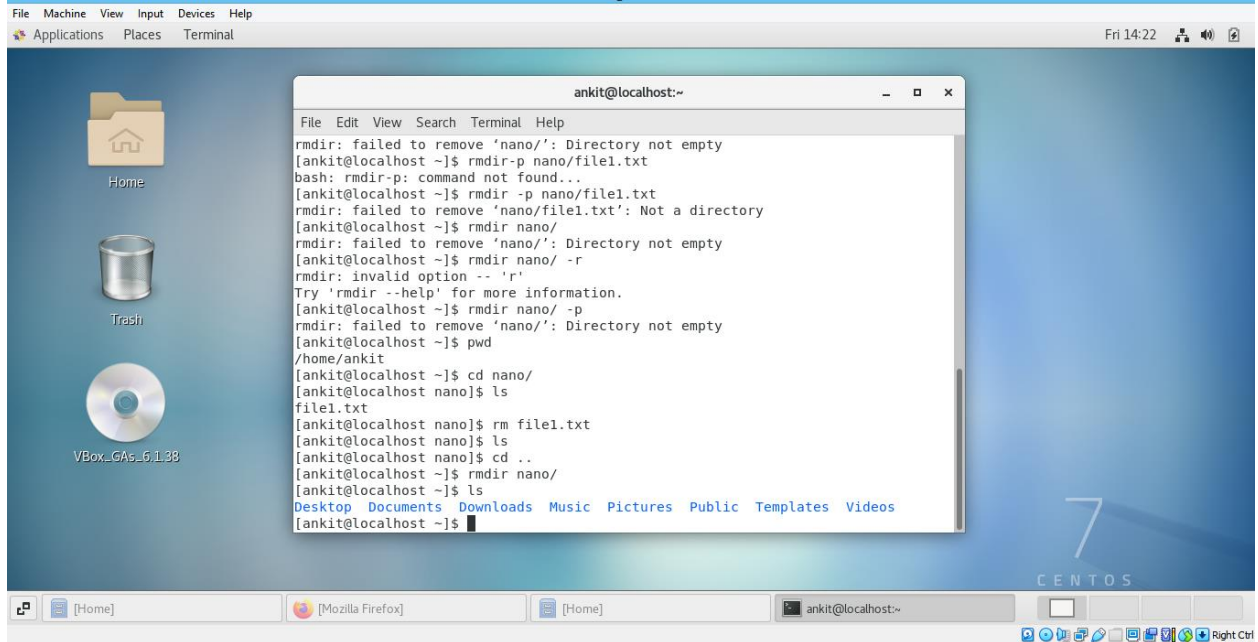 File Machine View Input Devices Help
Applications Places Terminal Fri 14:22
ankit@localhost:~
File Edit View Search Terminal Help
rmdir: failed to remove ‘nano/’: Directory not empty
[ankit@localhost ~]$ rmdir-p nano/file1.txt
bash: rmdir-p: command not found...
[ankit@localhost ~]$ rmdir -p nano/file1.txt
rmdir: failed to remove ‘nano/file1.txt’: Not a directory
[ankit@localhost ~]$ rmdir nano/
rmdir: failed to remove ‘nano/’: Directory not empty
[ankit@localhost ~]$ rmdir nano/ -r
rmdir: invalid option -- 'r'
Try 'rmdir --help' for more information.
[ankit@localhost ~]$ rmdir nano/ -p
rmdir: failed to remove ‘nano/’: Directory not empty
[ankit@localhost ~]$ pwd
/home/ankit
[ankit@localhost ~]$ cd nano/
[ankit@localhost nano]$ ls
file1.txt
[ankit@localhost nano]$ rm file1.txt
[ankit@localhost nano]$ ls
[ankit@localhost nano]$ cd ..
[ankit@localhost ~]$ rmdir nano/
[ankit@localhost ~]$ ls
Desktop Documents Downloads Music Pictures Public Templates Videos
[ankit@localhost ~]$
Home
Trash
VBox_GAs_6.1.38
7
CENTOS
[Home] [Mozilla Firefox] [Home] ankit@localhost:~
Right Ctrl